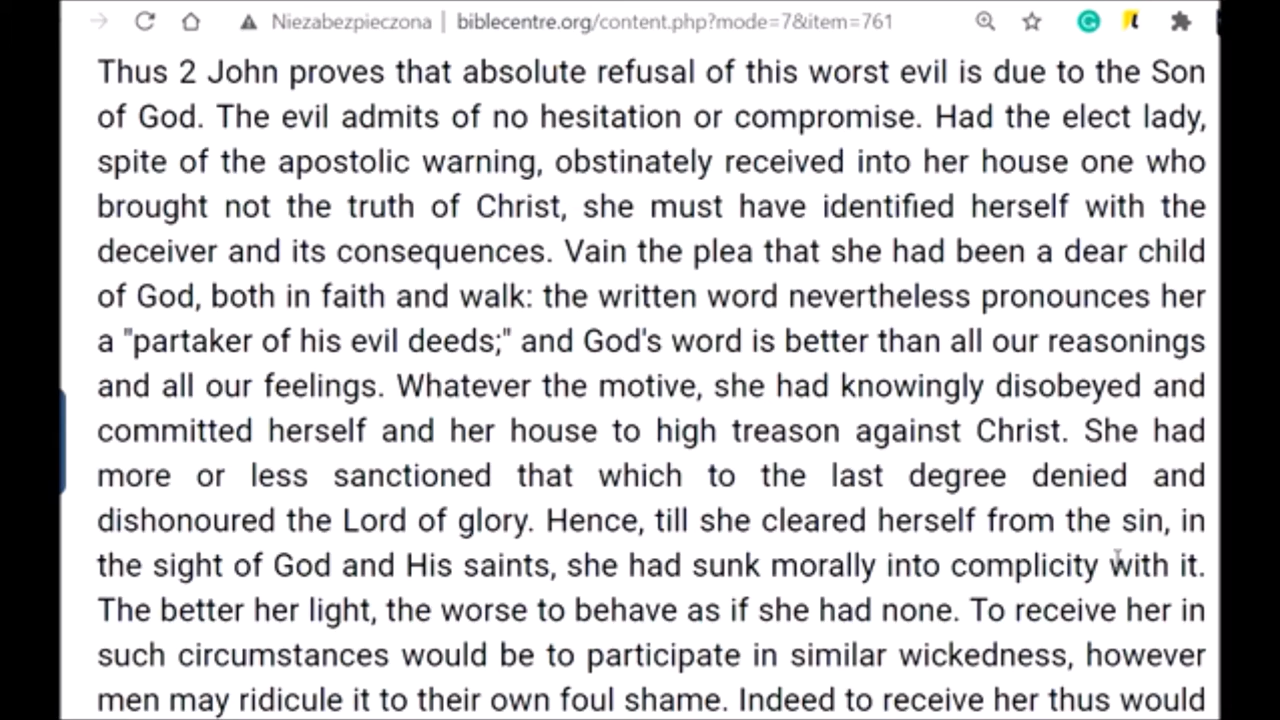 Niezabezpieczona | biblecentre.org/content.php?mode=7&item=761
Thus 2 John proves that absolute refusal of this worst evil is due to the Son
of God. The evil admits of no hesitation or compromise. Had the elect lady,
spite of the apostolic warning, obstinately received into her house one who
brought not the truth of Christ, she must have identified herself with the
deceiver and its consequences. Vain the plea that she had been a dear child
of God, both in faith and walk: the written word nevertheless pronounces her
a "partaker of his evil deeds;" and God's word is better than all our reasonings
and all our feelings. Whatever the motive, she had knowingly disobeyed and
committed herself and her house to high treason against Christ. She had
more or less sanctioned that which to the last degree denied and
dishonoured the Lord of glory. Hence, till she cleared herself from the sin, in
the sight of God and His saints, she had sunk morally into complicity with it.
The better her light, the worse to behave as if she had none. To receive her in
such circumstances would be to participate in similar wickedness, however
men may ridicule it to their own foul shame. Indeed to receive her thus would